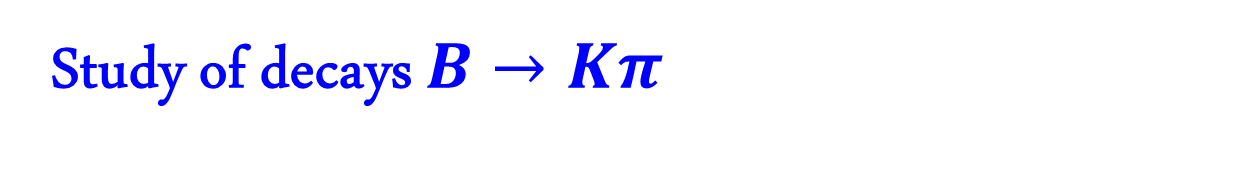 Study of decays B → Kπ